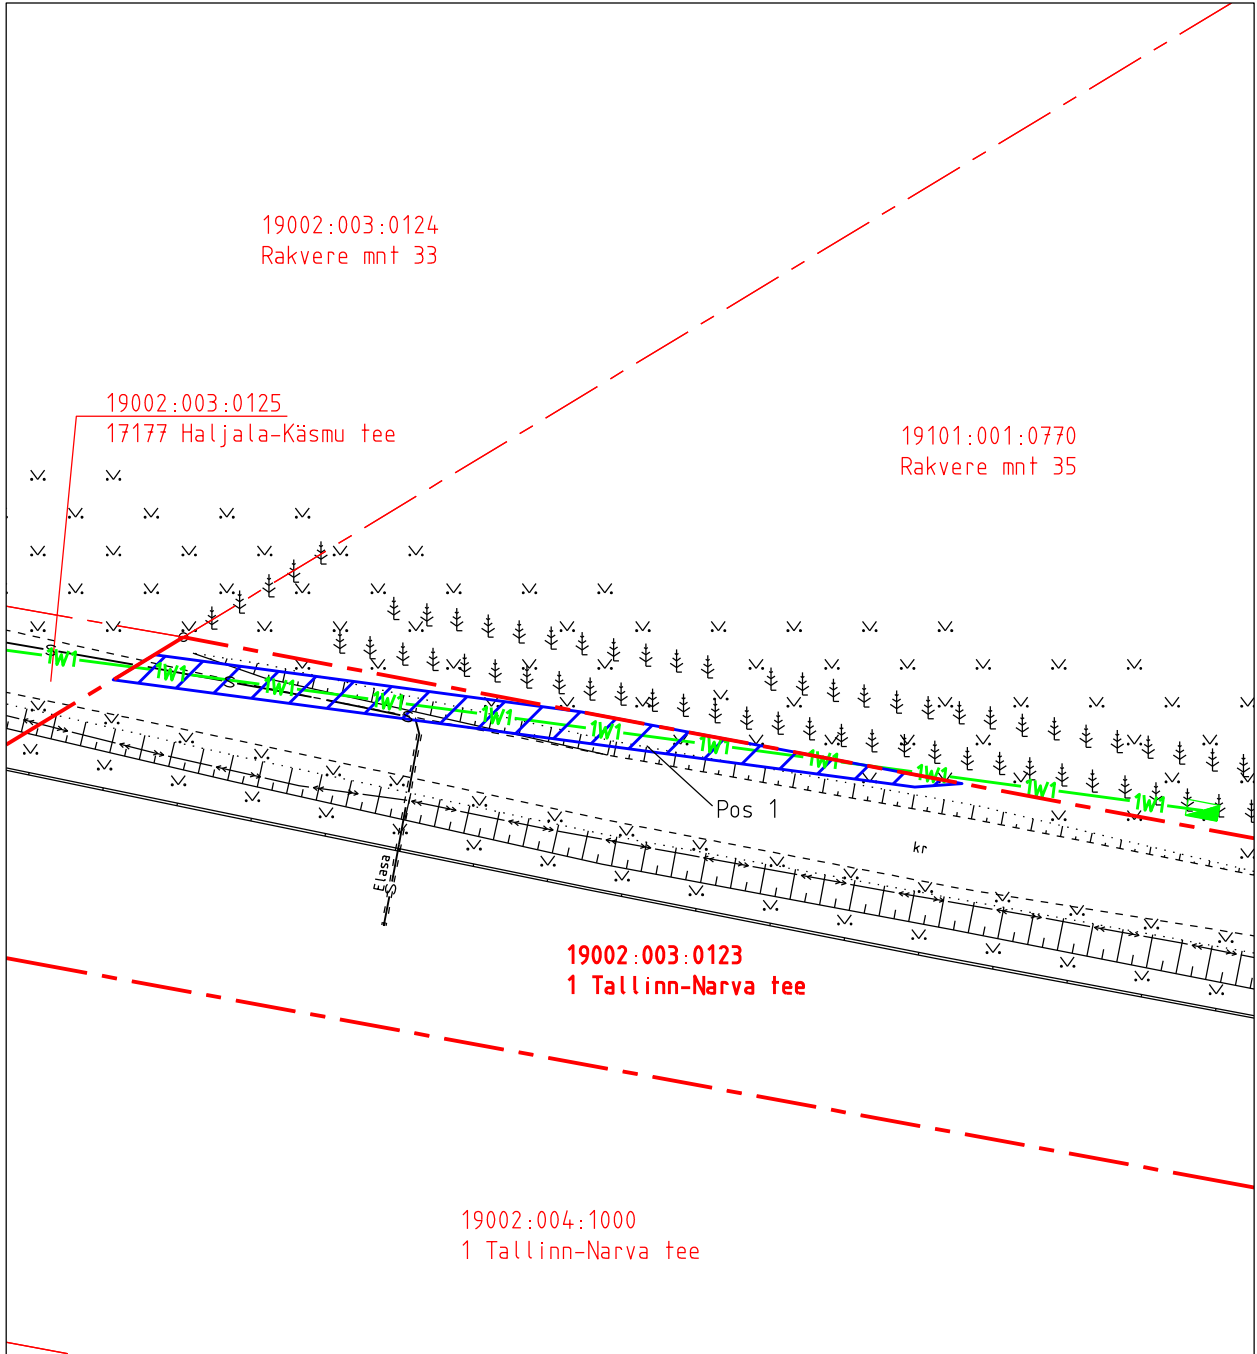 19002:003:0124
Rakvere mnt 33
19002:003:0125
17177 Haljala-Käsmu tee
19101:001:0770
Rakvere mnt 35
1W1
1W1
1W1
1W1
1W1
1W1
1W1
1W1
1W1
1W1
1W1
Pos 1
kr
Elasa
19002:003:0123
1 Tallinn-Narva tee
19002:004:1000
1 Tallinn-Narva tee